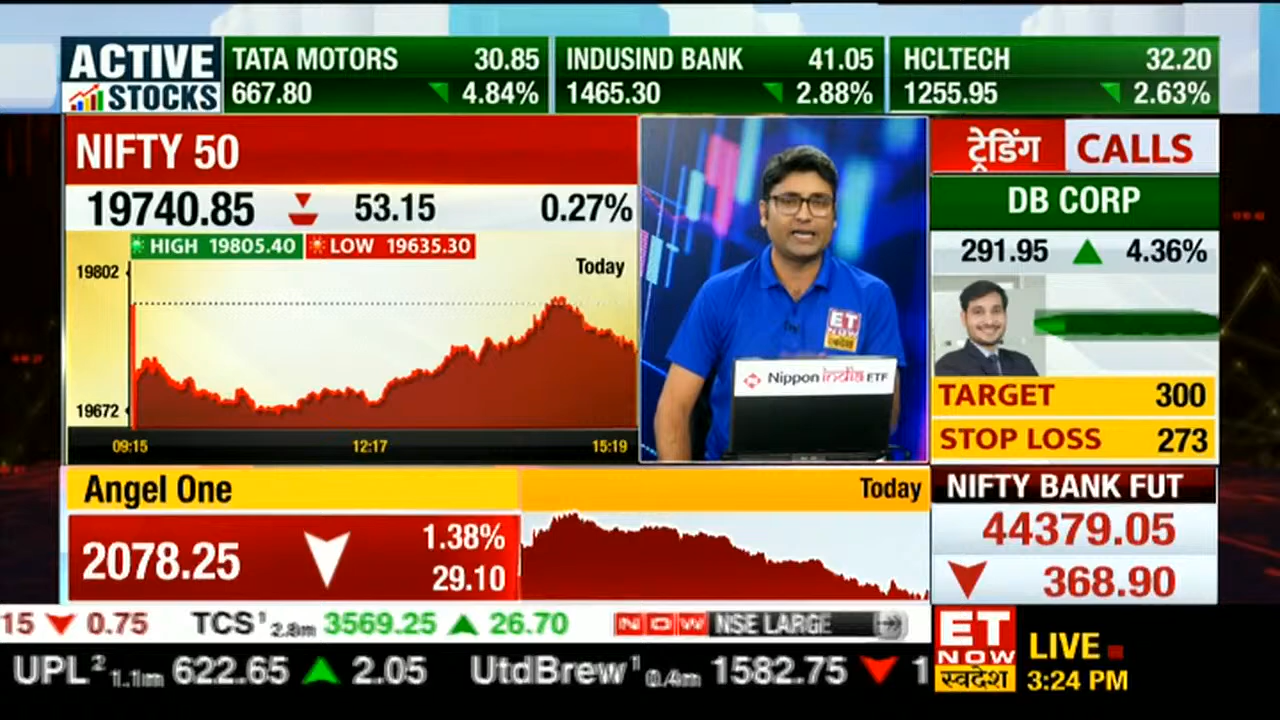 ACTIVE
STOCKS
TATA MOTORS 30.85
667.80 4.84%
INDUSIND BANK 41.05
1465.30 2.88%
HCLTECH 32.20
1255.95 2.63%
NIFTY 50
19740.85 53.15 0.27%
HIGH 19805.40 LOW 19635.30
Today
19802
19672
09:15 12:17 15:19
ET
NOW
Nippon india ETF
ट्रेडिंग CALLS
DB CORP
291.95 4.36%
TARGET 300
STOP LOSS 273
Angel One
Today
2078.25
1.38%
29.10
NIFTY BANK FUT
44379.05
368.90
15 0.75 TCS¹ 2.8m 3569.25 26.70 NOW NSE LARGE
UPL² 1.1m 622.65 2.05 UtdBrew¹ 0.4m 1582.75 1
ET
NOW
स्वदेश
LIVE
3:24 PM